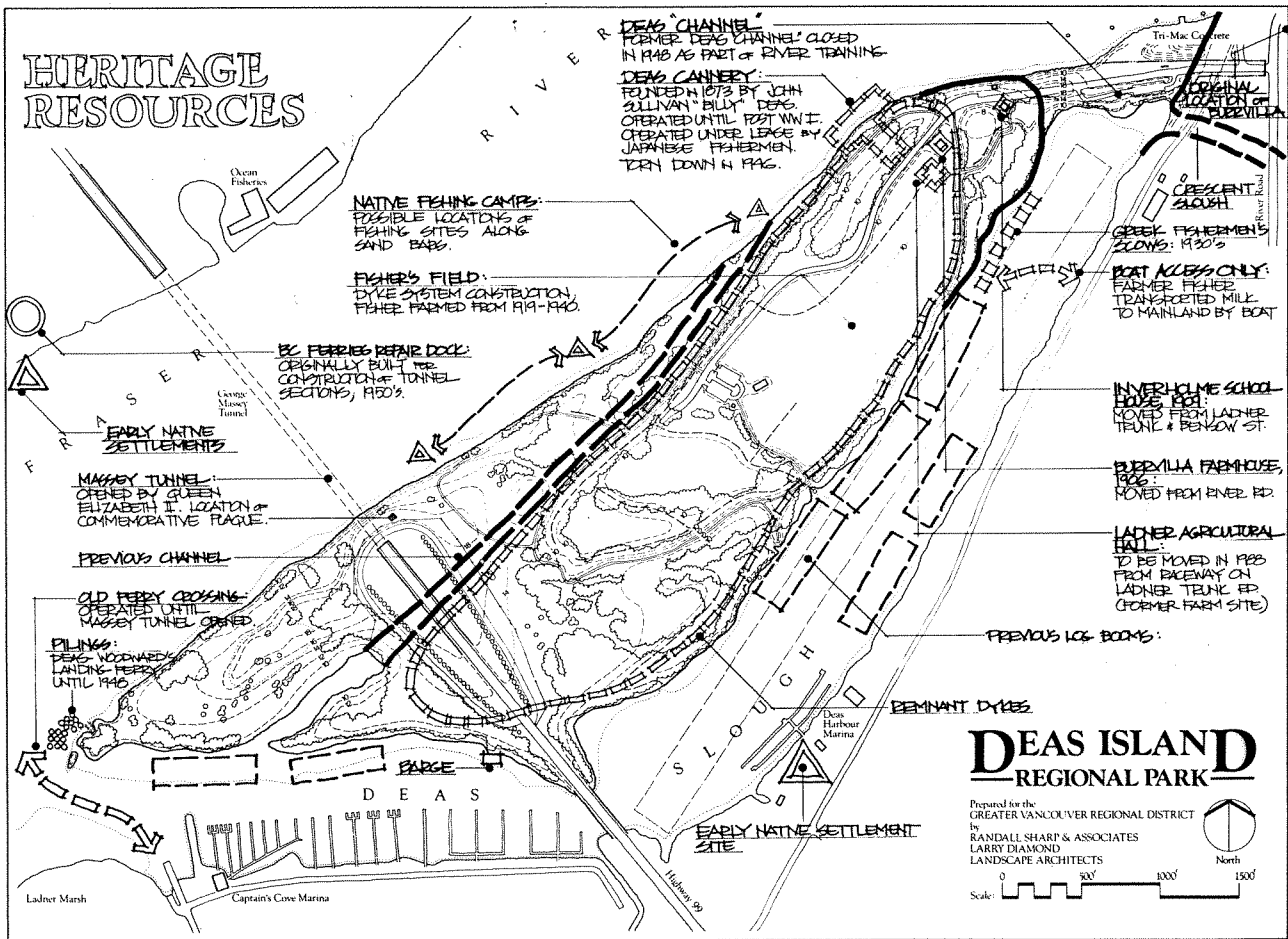 HERITAGE
RESOURCES
DEAS "CHANNEL"
FORMER DEAS "CHANNEL" CLOSED
IN 1948 AS PART OF RIVER TRAINING
DEAS CANNERY:
FOUNDED IN 1873 BY JOHN
SULLIVAN "BILLY" DEAS.
OPERATED UNTIL POST WW I.
OPERATED UNDER LEASE BY
JAPANESE FISHERMEN.
TORN DOWN IN 1946.
Tri-Mac Concrete
ORIGINAL
LOCATION OF
BURRVILLA
CRESCENT
SLOUGH
River Road
GREEK FISHERMEN'S
SCOWS: 1930'S
BOAT ACCESS ONLY:
FARMER FISHER
TRANSPORTED MILK
TO MAINLAND BY BOAT
INVERHOLME SCHOOL
HOUSE, 1909:
MOVED FROM LADNER
TRUNK & BENSON ST.
BURRVILLA FARMHOUSE,
1906:
MOVED FROM RIVER RD.
LADNER AGRICULTURAL
HALL:
TO BE MOVED IN 1988
FROM RACEWAY ON
LADNER TRUNK RD.
(FORMER FARM SITE)
PREVIOUS LOG BOOMS:
REMNANT DYKES
Ocean
Fisheries
NATIVE FISHING CAMPS:
POSSIBLE LOCATIONS OF
FISHING SITES ALONG
SAND BARS.
FISHER'S FIELD:
DYKE SYSTEM CONSTRUCTION,
FISHER FARMED FROM 1919-1940.
BC FERRIES REPAIR DOCK:
ORIGINALLY BUILT FOR
CONSTRUCTION OF TUNNEL
SECTIONS, 1950'S.
George
Massey
Tunnel
FRASER RIVER
EARLY NATIVE
SETTLEMENTS
MASSEY TUNNEL:
OPENED BY QUEEN
ELIZABETH II. LOCATION OF
COMMEMORATIVE PLAQUE.
PREVIOUS CHANNEL
OLD FERRY CROSSING
OPERATED UNTIL
MASSEY TUNNEL OPENED.
PILINGS:
DEAS-WOODWARD'S
LANDING FERRY
UNTIL 1948
BARGE
DEAS SLOUGH
Deas
Harbour
Marina
EARLY NATIVE SETTLEMENT
SITE
Highway 99
Ladner Marsh
Captain's Cove Marina
DEAS ISLAND
REGIONAL PARK
Prepared for the
GREATER VANCOUVER REGIONAL DISTRICT
by
RANDALL SHARP & ASSOCIATES
LARRY DIAMOND
LANDSCAPE ARCHITECTS
North
Scale: 0 500' 1000' 1500'